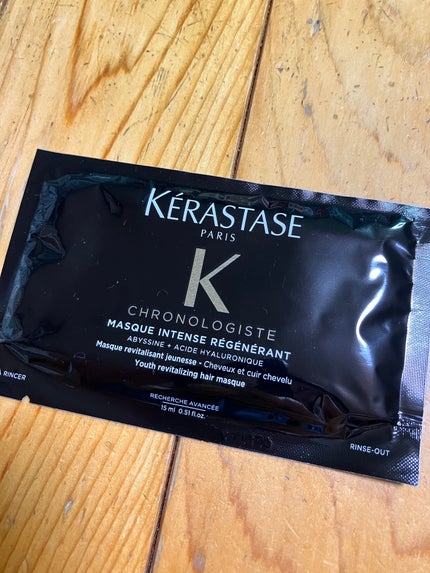 KÉRASTASE
PARIS
K
CHRONOLOGISTE
MASQUE INTENSE RÉGÉNÉRANT
ABYSSINE + ACIDE HYALURONIQUE
Masque revitalisant jeunesse - Cheveux et cuir chevelu
Youth revitalizing hair masque
À RINCER
RECHERCHE AVANCÉE
15 ml 0.51 fl.oz.
RINSE-OUT